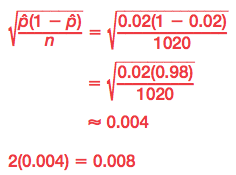 √(p̂(1 − p̂)/n) = √(0.02(1 − 0.02)/1020)
= √(0.02(0.98)/1020)
≈ 0.004
2(0.004) = 0.008